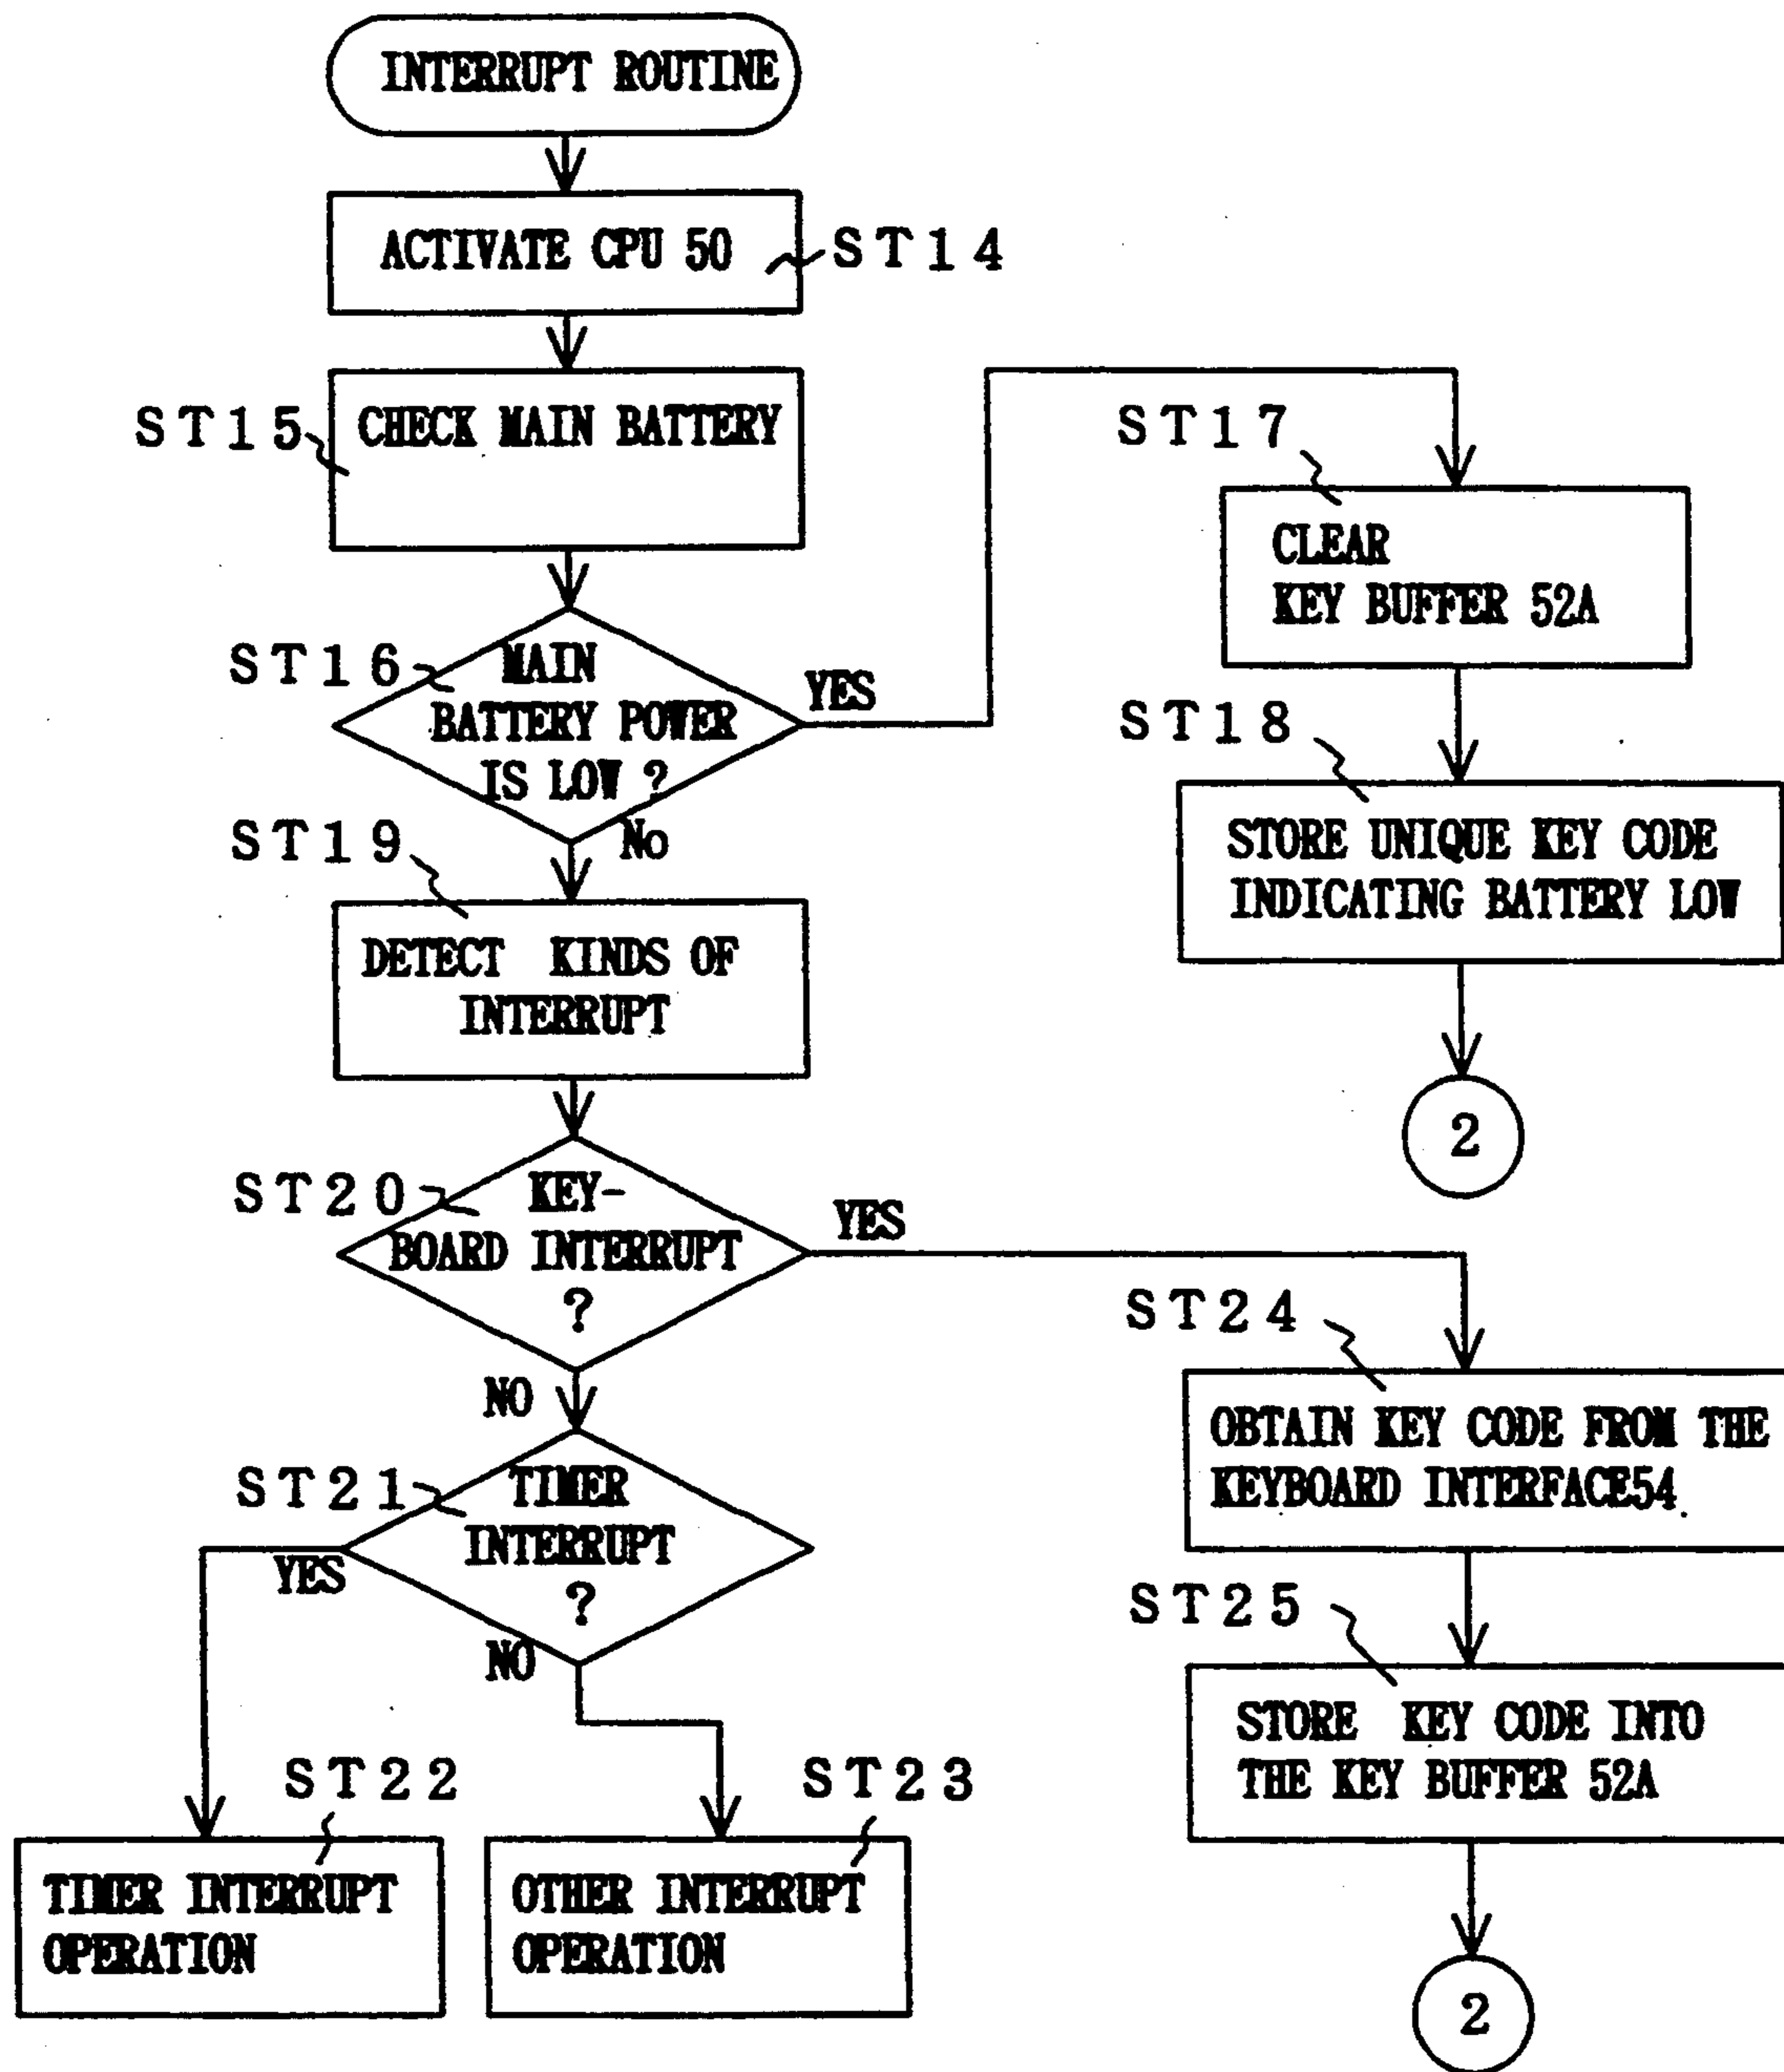 INTERRUPT ROUTINE
ACTIVATE CPU 50
ST14
ST15
CHECK MAIN BATTERY
ST16
MAIN
BATTERY POWER
IS LOW ?
YES
No
ST17
CLEAR
KEY BUFFER 52A
ST18
STORE UNIQUE KEY CODE
INDICATING BATTERY LOW
2
ST19
DETECT KINDS OF
INTERRUPT
ST20
KEY-
BOARD INTERRUPT
?
YES
NO
ST21
TIMER
INTERRUPT
?
YES
NO
ST22
TIMER INTERRUPT
OPERATION
ST23
OTHER INTERRUPT
OPERATION
ST24
OBTAIN KEY CODE FROM THE
KEYBOARD INTERFACE54
ST25
STORE KEY CODE INTO
THE KEY BUFFER 52A
2